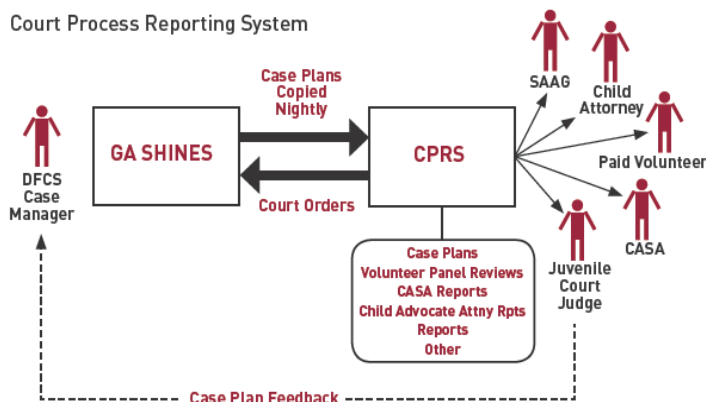 Court Process Reporting System
Case Plans
Copied
Nightly
SAAG
Child
Attorney
Paid Volunteer
CASA
Juvenile
Court
Judge
DFCS
Case
Manager
GA SHINES
CPRS
Court Orders
Case Plans
Volunteer Panel Reviews
CASA Reports
Child Advocate Attny Rpts
Reports
Other
Case Plan Feedback